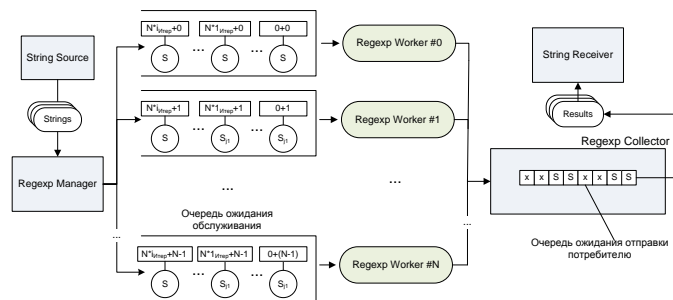 String Source
Strings
Regexp Manager
N*iИтер+0
N*1Итер+0
0+0
...
...
S
S
S
Regexp Worker #0
N*iИтер+1
N*1Итер+1
0+1
...
...
S
Sj1
Sj1
Regexp Worker #1
...
...
Очередь ожидания
обслуживания
...
...
N*iИтер+N-1
N*1Итер+N-1
0+(N-1)
...
...
S
Sj1
Sj1
Regexp Worker #N
String Receiver
Results
Regexp Collector
x x S S x x S S
Очередь ожидания отправки
потребителю